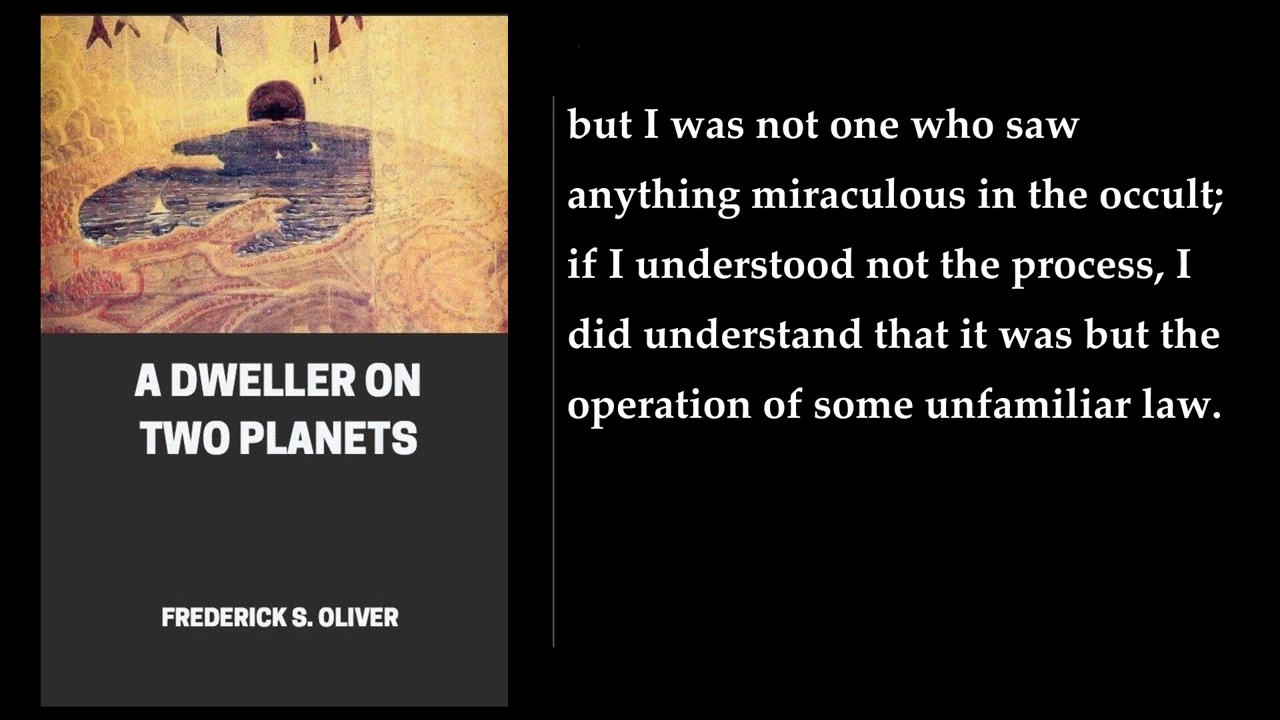 A DWELLER ON
TWO PLANETS
FREDERICK S. OLIVER
but I was not one who saw
anything miraculous in the occult;
if I understood not the process, I
did understand that it was but the
operation of some unfamiliar law.